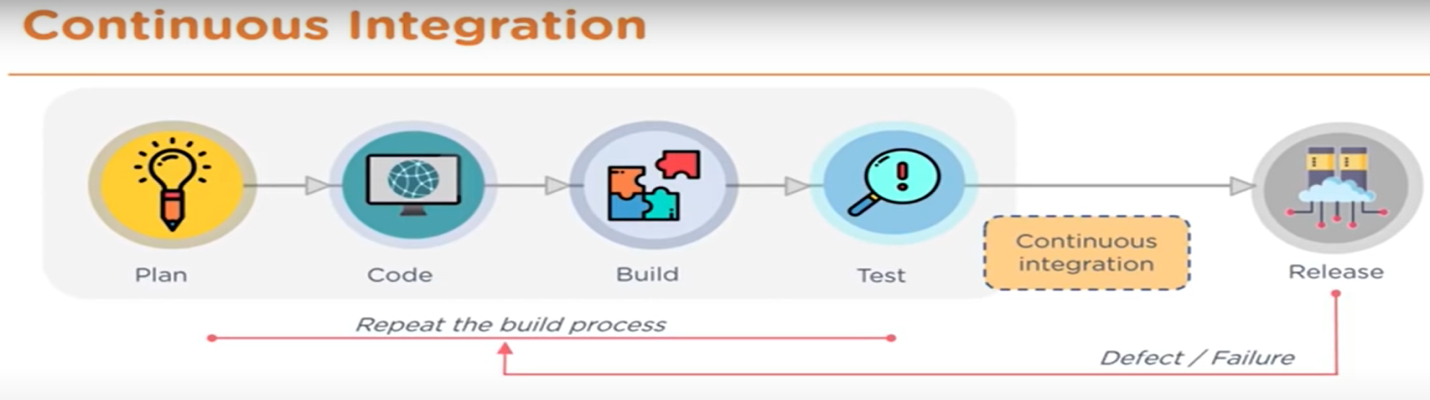 Continuous Integration
Plan
Code
Build
Test
Continuous
integration
Release
Repeat the build process
Defect / Failure